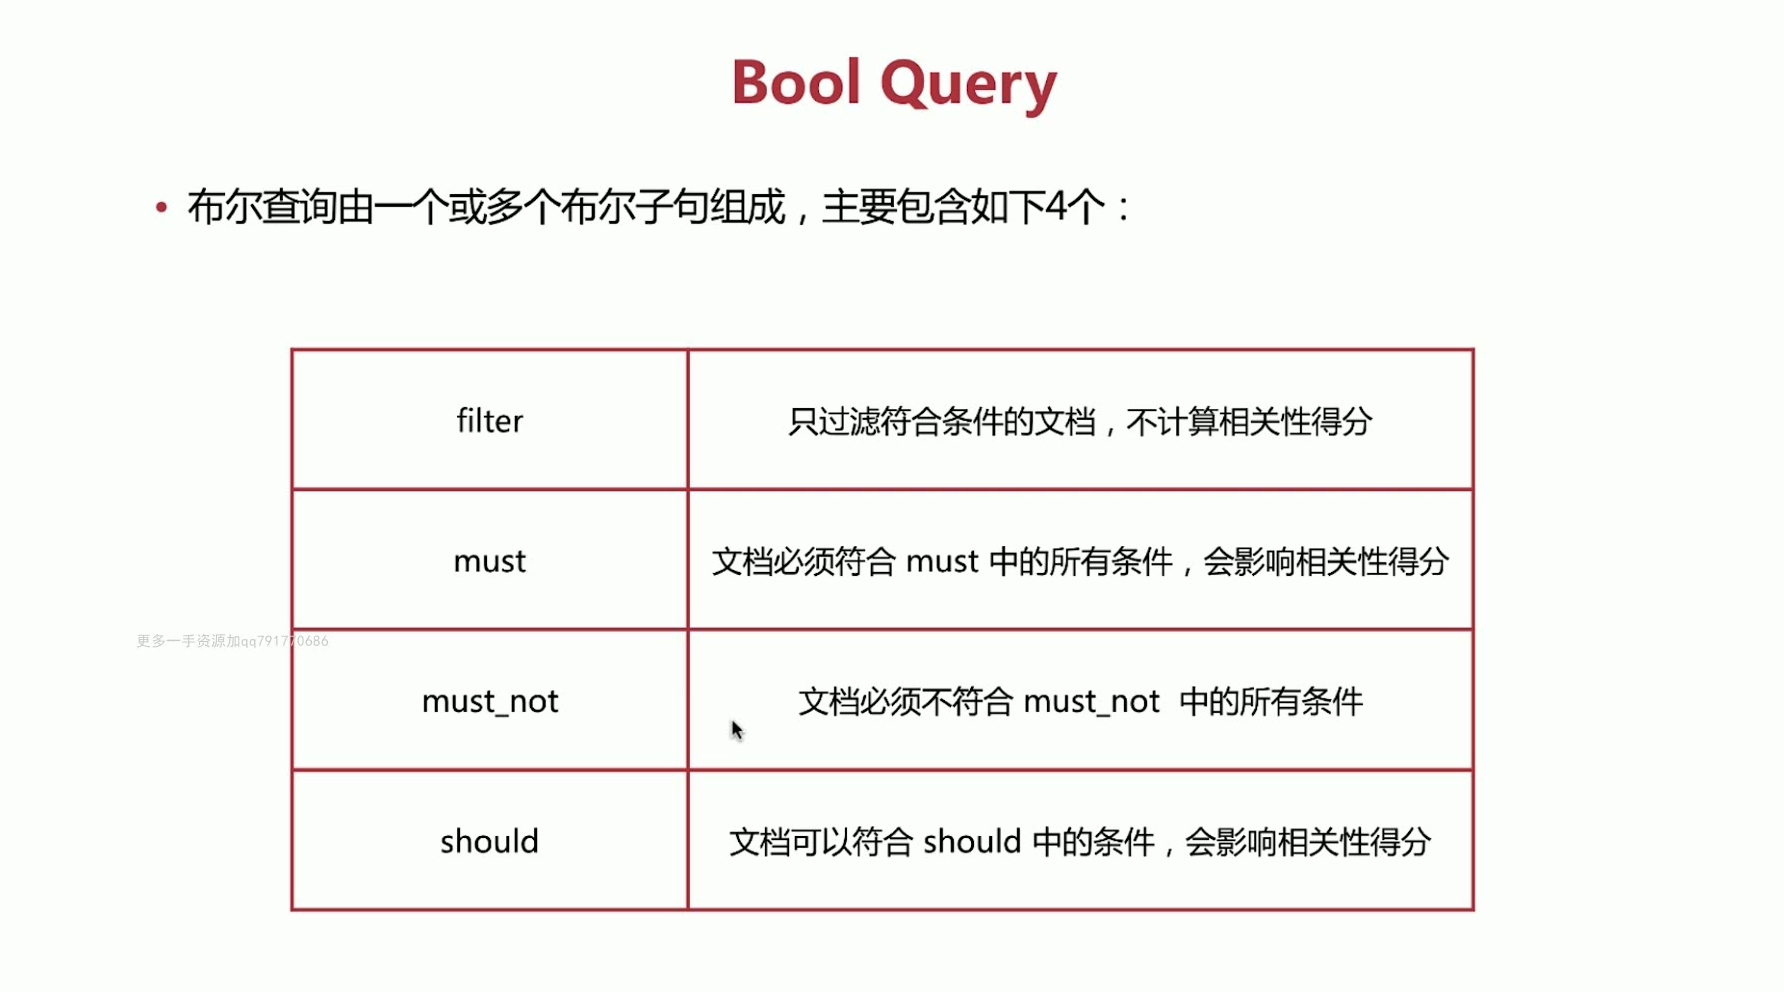 Bool Query
• 布尔查询由一个或多个布尔子句组成，主要包含如下4个：
filter 只过滤符合条件的文档，不计算相关性得分
must 文档必须符合 must 中的所有条件，会影响相关性得分
更多一手资源加qq791770686
must_not 文档必须不符合 must_not 中的所有条件
should 文档可以符合 should 中的条件，会影响相关性得分